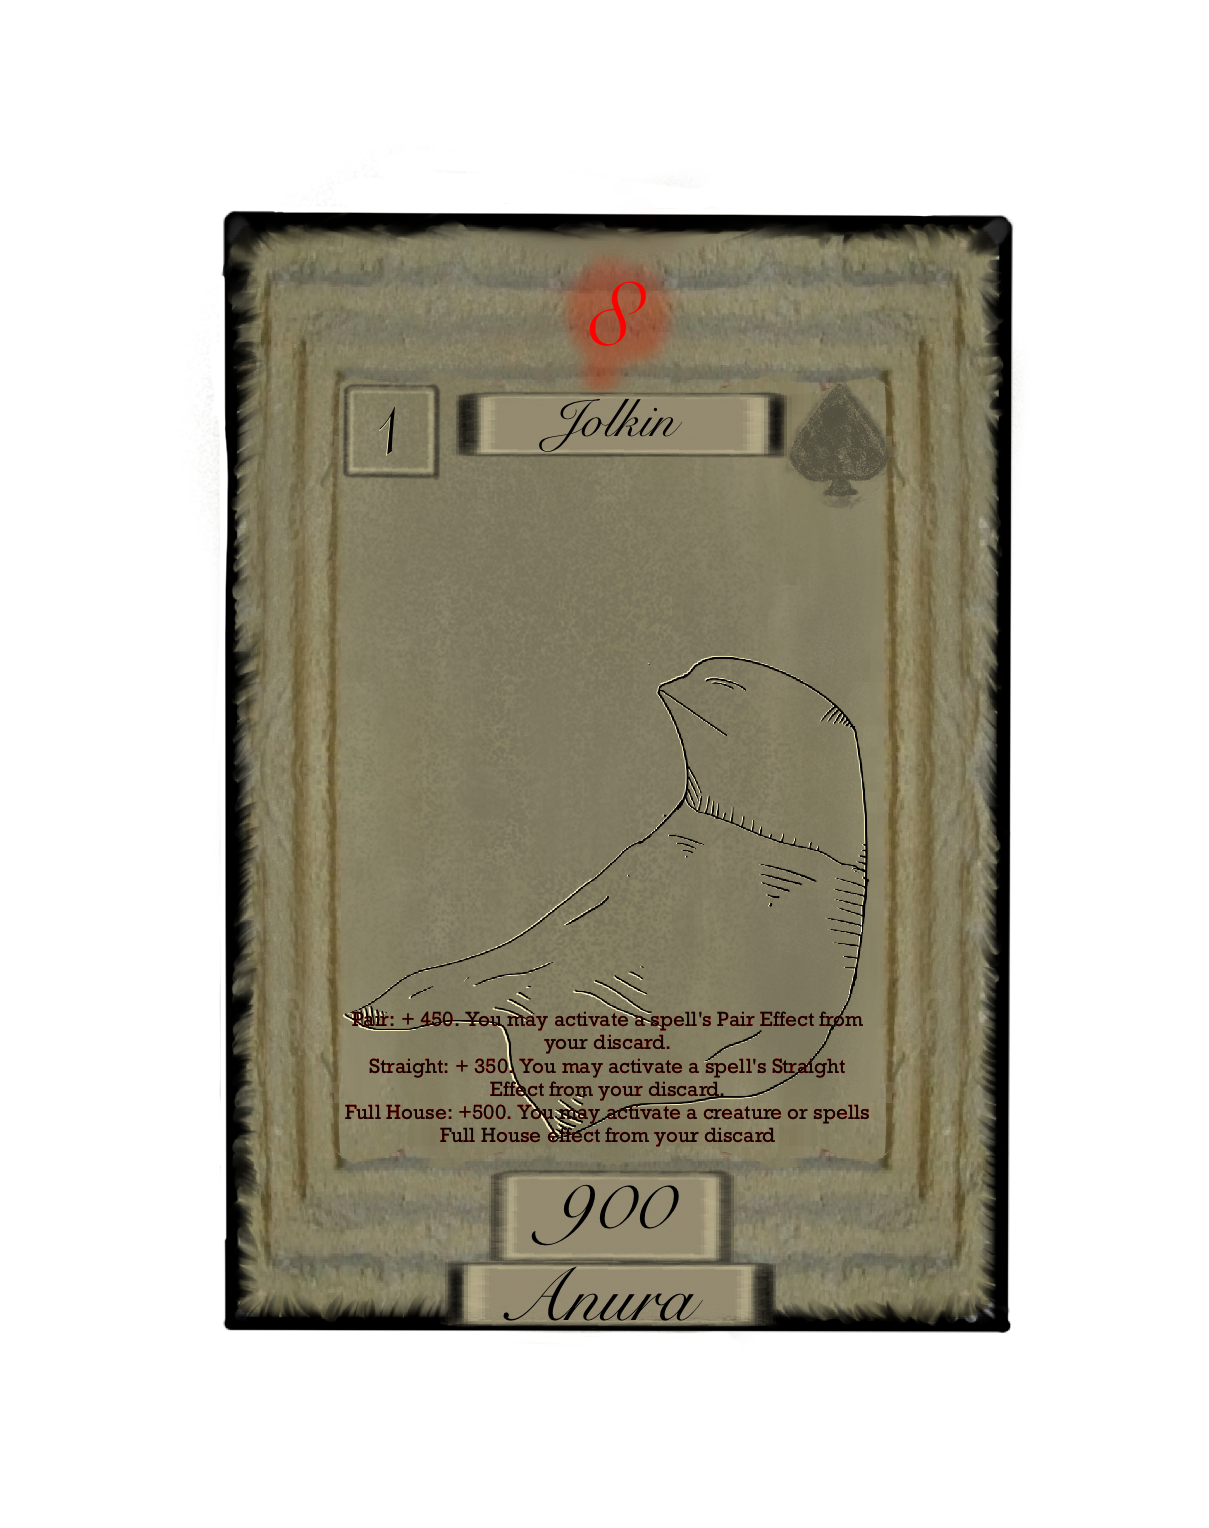 8
1
Jolkin
Pair: + 450. You may activate a spell's Pair Effect from
your discard.
Straight: + 350. You may activate a spell's Straight
Effect from your discard.
Full House: +500. You may activate a creature or spells
Full House effect from your discard
900
Anura